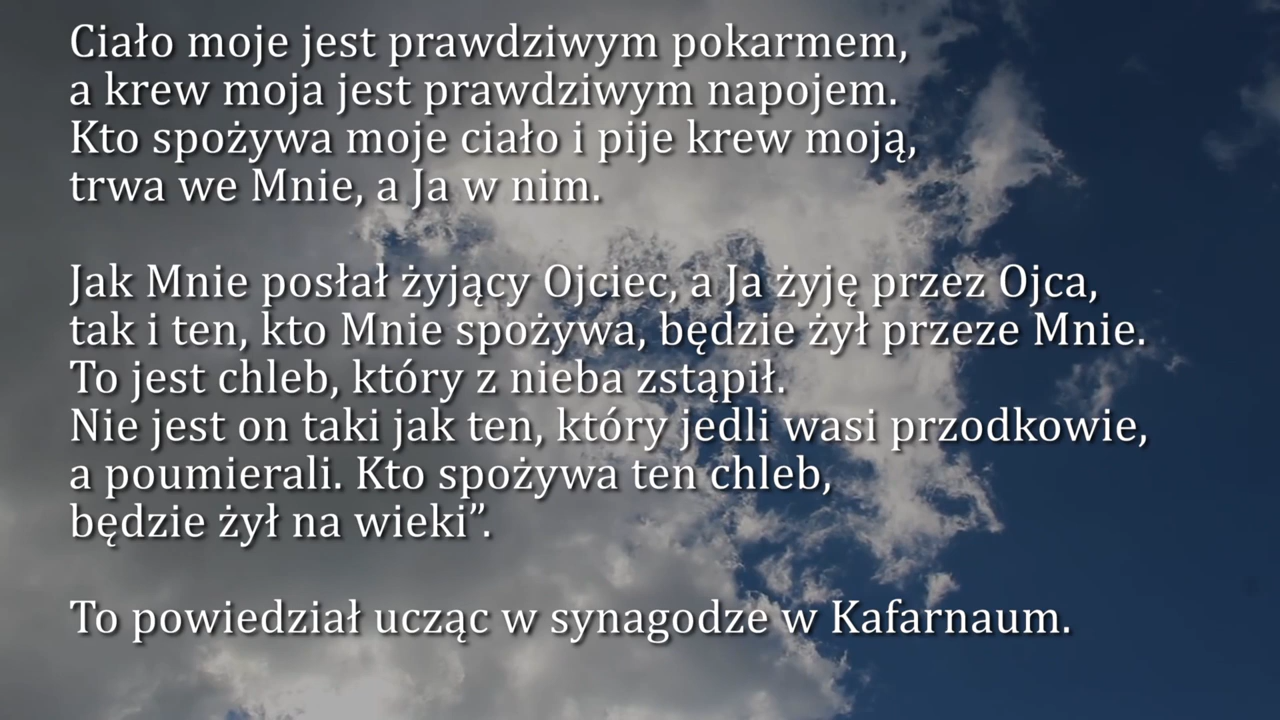 Ciało moje jest prawdziwym pokarmem,
a krew moja jest prawdziwym napojem.
Kto spożywa moje ciało i pije krew moją,
trwa we Mnie, a Ja w nim.
Jak Mnie posłał żyjący Ojciec, a Ja żyję przez Ojca,
tak i ten, kto Mnie spożywa, będzie żył przeze Mnie.
To jest chleb, który z nieba zstąpił.
Nie jest on taki jak ten, który jedli wasi przodkowie,
a poumierali. Kto spożywa ten chleb,
będzie żył na wieki”.
To powiedział ucząc w synagodze w Kafarnaum.